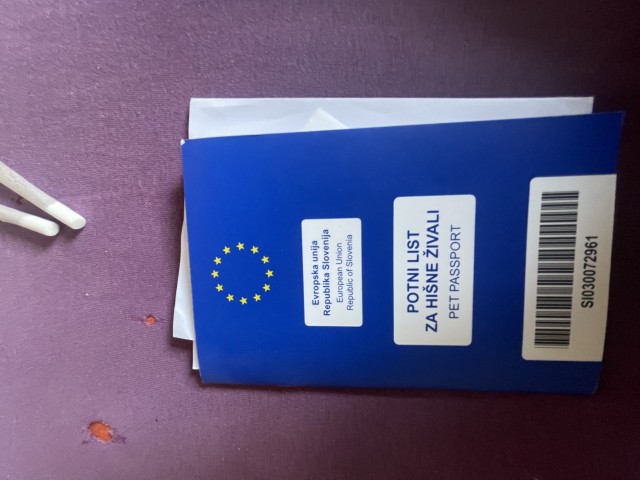 Evropska unija
Republika Slovenija
European Union
Republic of Slovenia
POTNI LIST
ZA HIŠNE ŽIVALI
PET PASSPORT
SI030072961